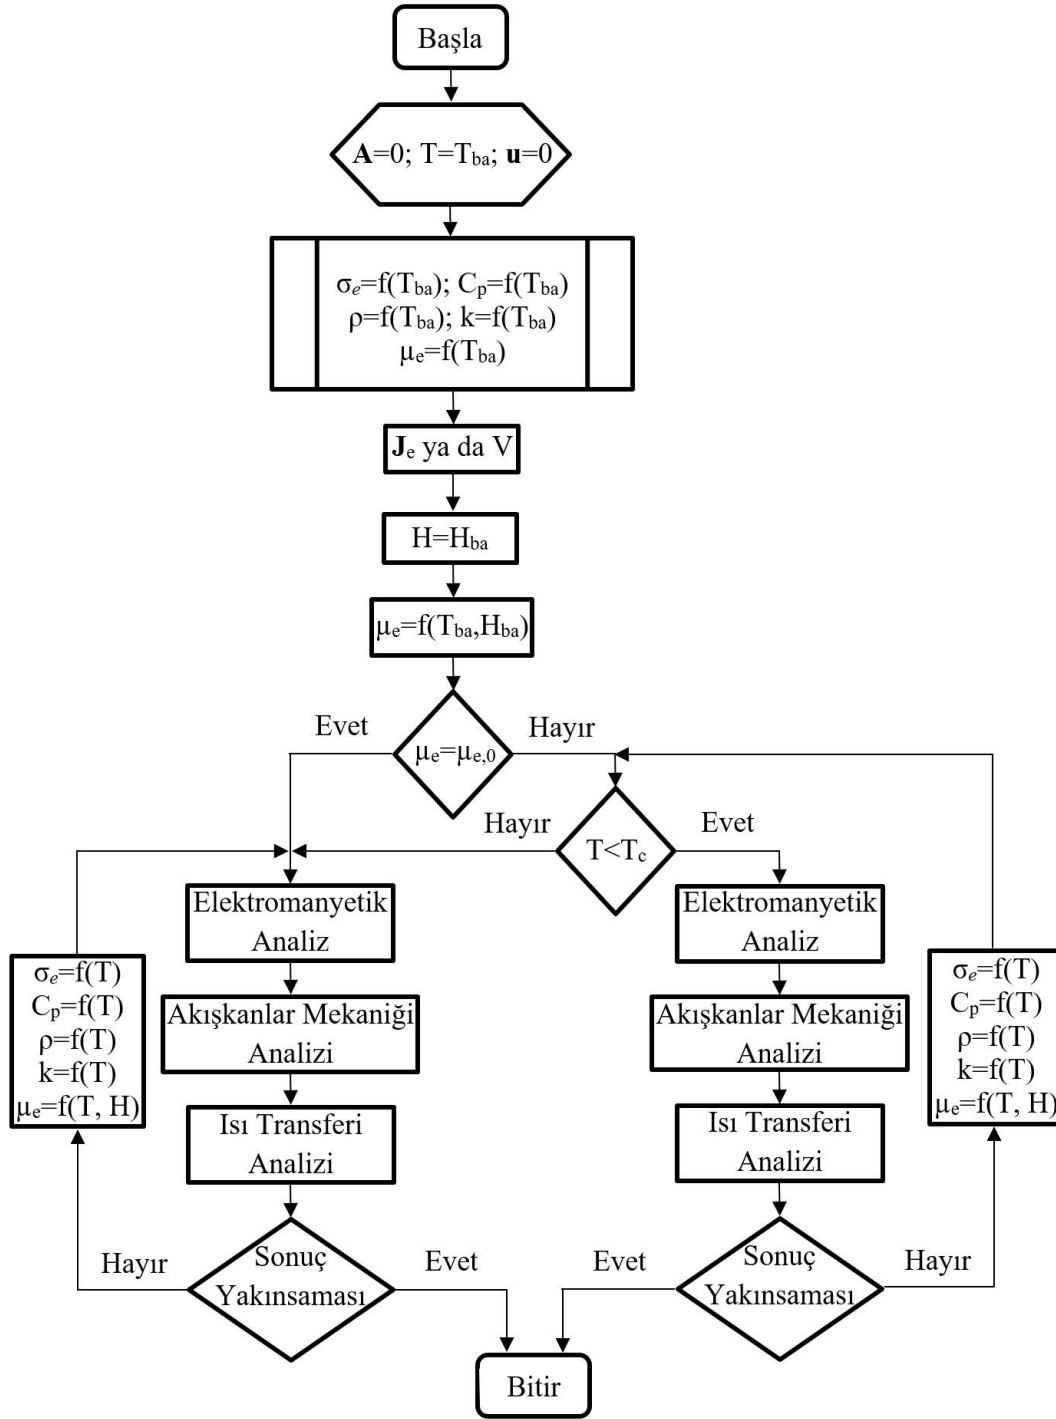 Başla
A=0; T=Tba; u=0
σe=f(Tba); Cp=f(Tba)
ρ=f(Tba); k=f(Tba)
μe=f(Tba)
Je ya da V
H=Hba
μe=f(Tba,Hba)
Evet
μe=μe,0
Hayır
Hayır
T<Tc
Evet
Elektromanyetik
Analiz
Akışkanlar Mekaniği
Analizi
Isı Transferi
Analizi
σe=f(T)
Cp=f(T)
ρ=f(T)
k=f(T)
μe=f(T, H)
Hayır
Sonuç
Yakınsaması
Evet
Elektromanyetik
Analiz
Akışkanlar Mekaniği
Analizi
Isı Transferi
Analizi
σe=f(T)
Cp=f(T)
ρ=f(T)
k=f(T)
μe=f(T, H)
Evet
Sonuç
Yakınsaması
Hayır
Bitir